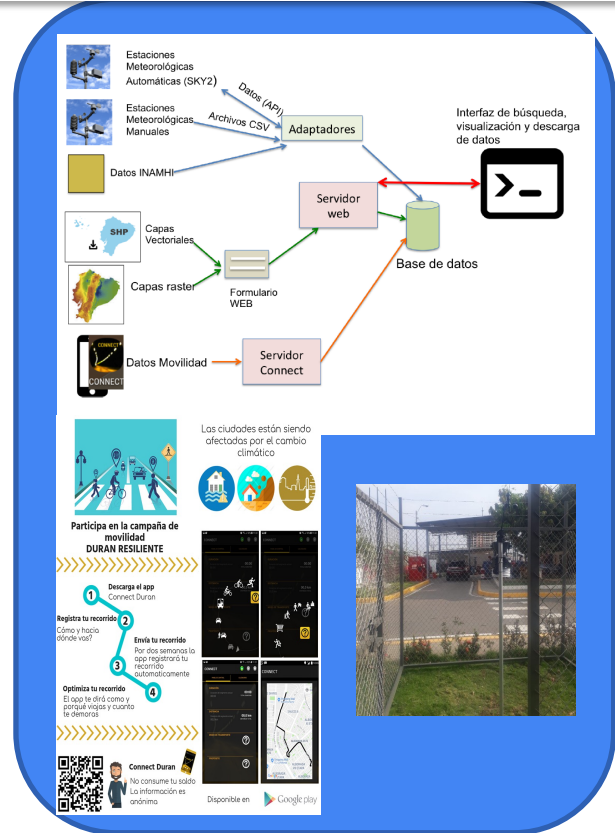 Estaciones
Meteorológicas
Automáticas (SKY2)
Estaciones
Meteorológicas
Manuales
Datos INAMHI
Datos (API)
Archivos CSV
Adaptadores
Interfaz de búsqueda,
visualización y descarga
de datos
Servidor
web
Base de datos
SHP
Capas
Vectoriales
Capas raster
Formulario
WEB
CONNECT
CONNECT
Datos Movilidad
Servidor
Connect
Participa en la campaña de
movilidad
DURAN RESILIENTE
1
Descarga el app
Connect Duran
Registra tu recorrido
2
Cómo y hacia
dónde vas?
Envía tu recorrido
3
Por dos semanas la
app registrará tu
recorrido
automaticamente
Optimiza tu recorrido
4
El app te dirá como y
porqué viajas y cuanto
te demoras
Connect Duran
No consume tu saldo
La información es
anónima
Las ciudades están siendo
afectadas por el cambio
climático
CONNECT
CONNECT
CONNECT
CONNECT
Disponible en
Google play